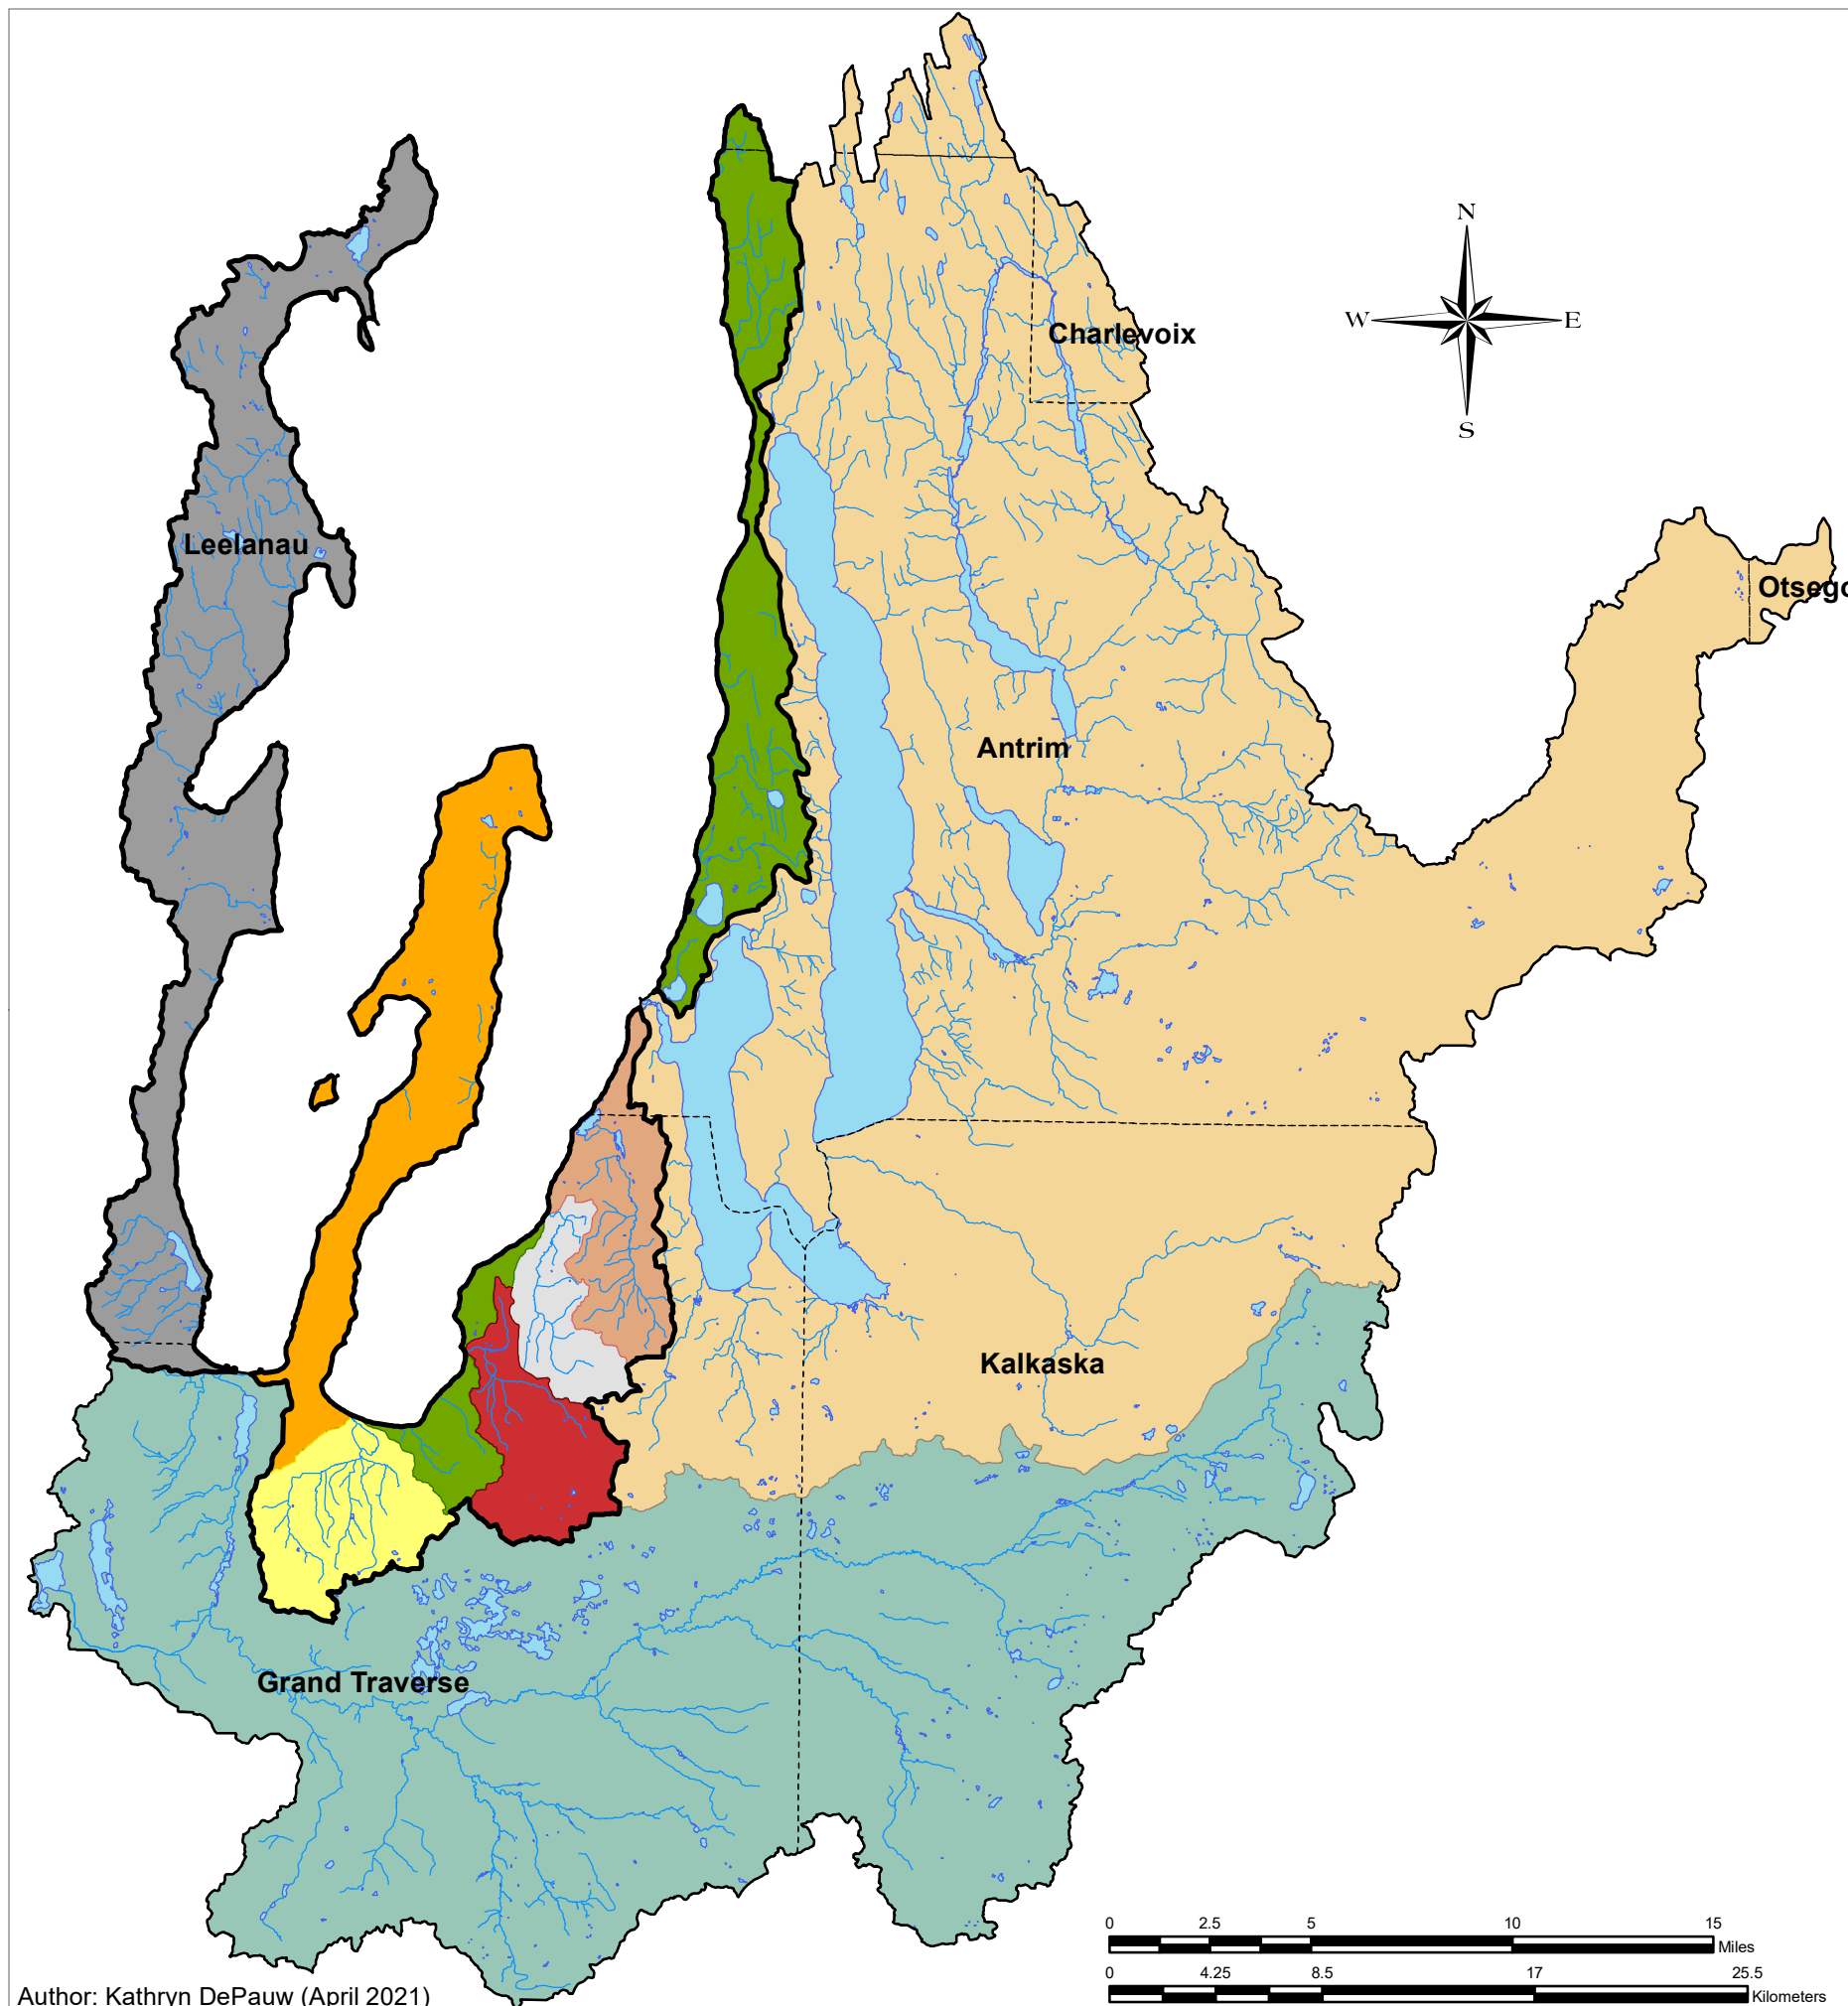 N
W E
S
Charlevoix
Leelanau
Otsego
Antrim
Kalkaska
Grand Traverse
0 2.5 5 10 15
Miles
0 4.25 8.5 17 25.5
Kilometers
Author: Kathryn DePauw (April 2021)